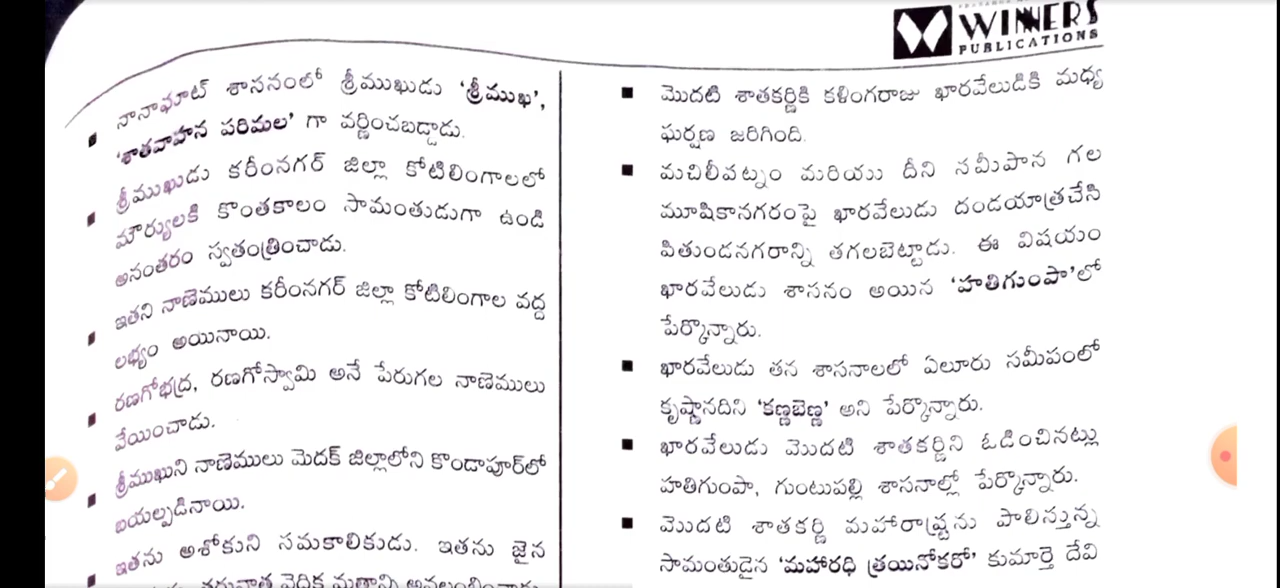 WINNERS
PUBLICATIONS
నానాఘాట్ శాసనంలో శ్రీముఖుడు 'శ్రీముఖ',
'శాతవాహన పరిమల' గా వర్ణించబడ్డాడు.
శ్రీముఖుడు కరీంనగర్ జిల్లా కోటిలింగాలలో
మౌర్యులకి కొంతకాలం సామంతుడుగా ఉండి
అనంతరం స్వతంత్రించాడు.
ఇతని నాణెములు కరీంనగర్ జిల్లా కోటిలింగాల వద్ద
లభ్యం అయినాయి.
రణగోభద్ర, రణగోస్వామి అనే పేరుగల నాణెములు
వేయించాడు.
శ్రీముఖుని నాణెములు మెదక్ జిల్లాలోని కొండాపూర్‌లో
బయల్పడినాయి.
ఇతను అశోకుని సమకాలికుడు. ఇతను జైన
తరువాత వైదిక మతాన్ని అవలంబించాడు.
మొదటి శాతకర్ణికి కళింగరాజు ఖారవేలుడికి మధ్య
ఘర్షణ జరిగింది.
మచిలీపట్నం మరియు దీని సమీపాన గల
మూషికానగరంపై ఖారవేలుడు దండయాత్రచేసి
పితుండనగరాన్ని తగలబెట్టాడు. ఈ విషయం
ఖారవేలుడు శాసనం అయిన 'హతిగుంపా'లో
పేర్కొన్నారు.
ఖారవేలుడు తన శాసనాలలో ఏలూరు సమీపంలో
కృష్ణానదిని 'కణ్ణబెణ్ణ' అని పేర్కొన్నారు.
ఖారవేలుడు మొదటి శాతకర్ణిని ఓడించినట్లు
హతిగుంపా, గుంటుపల్లి శాసనాల్లో పేర్కొన్నారు.
మొదటి శాతకర్ణి మహారాష్ట్రను పాలిస్తున్న
సామంతుడైన 'మహారధి త్రయినోకరో' కుమార్తె దేవి